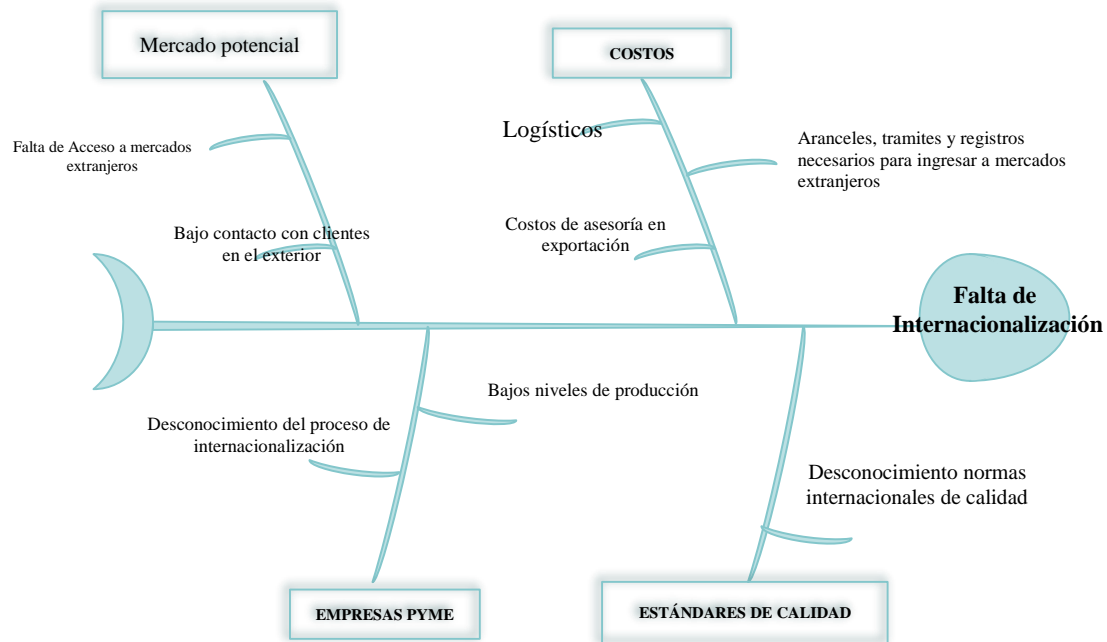 Mercado potencial
COSTOS
Falta de Acceso a mercados
extranjeros
Logísticos
Aranceles, tramites y registros
necesarios para ingresar a mercados
extranjeros
Bajo contacto con clientes
en el exterior
Costos de asesoría en
exportación
Falta de
Internacionalización
Bajos niveles de producción
Desconocimiento del proceso de
internacionalización
Desconocimiento normas
internacionales de calidad
EMPRESAS PYME
ESTÁNDARES DE CALIDAD